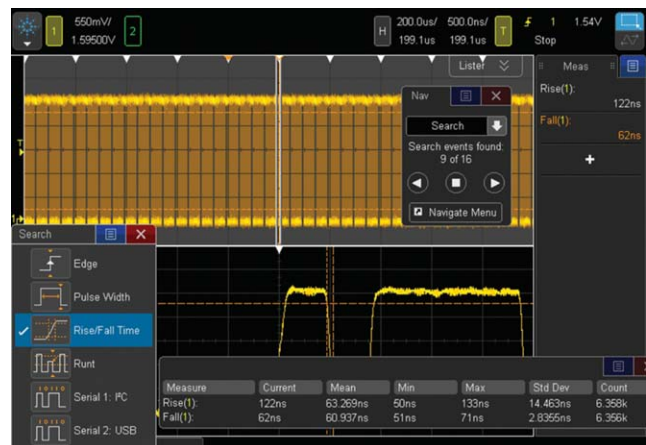 1
550mV/
1.59500V
2
H
200.0us/
199.1us
500.0ns/
199.1us
T
1
1.54V
Stop
Lister
Meas
Rise(1):
122ns
Fall(1):
62ns
+
Nav
Search
Search events found:
9 of 16
Navigate Menu
T
Search
Edge
Pulse Width
Rise/Fall Time
Runt
Serial 1: I²C
Serial 2: USB
Measure Current Mean Min Max Std Dev Count
Rise(1): 122ns 63.269ns 50ns 133ns 14.463ns 6.358k
Fall(1): 62ns 60.937ns 51ns 71ns 2.8355ns 6.356k